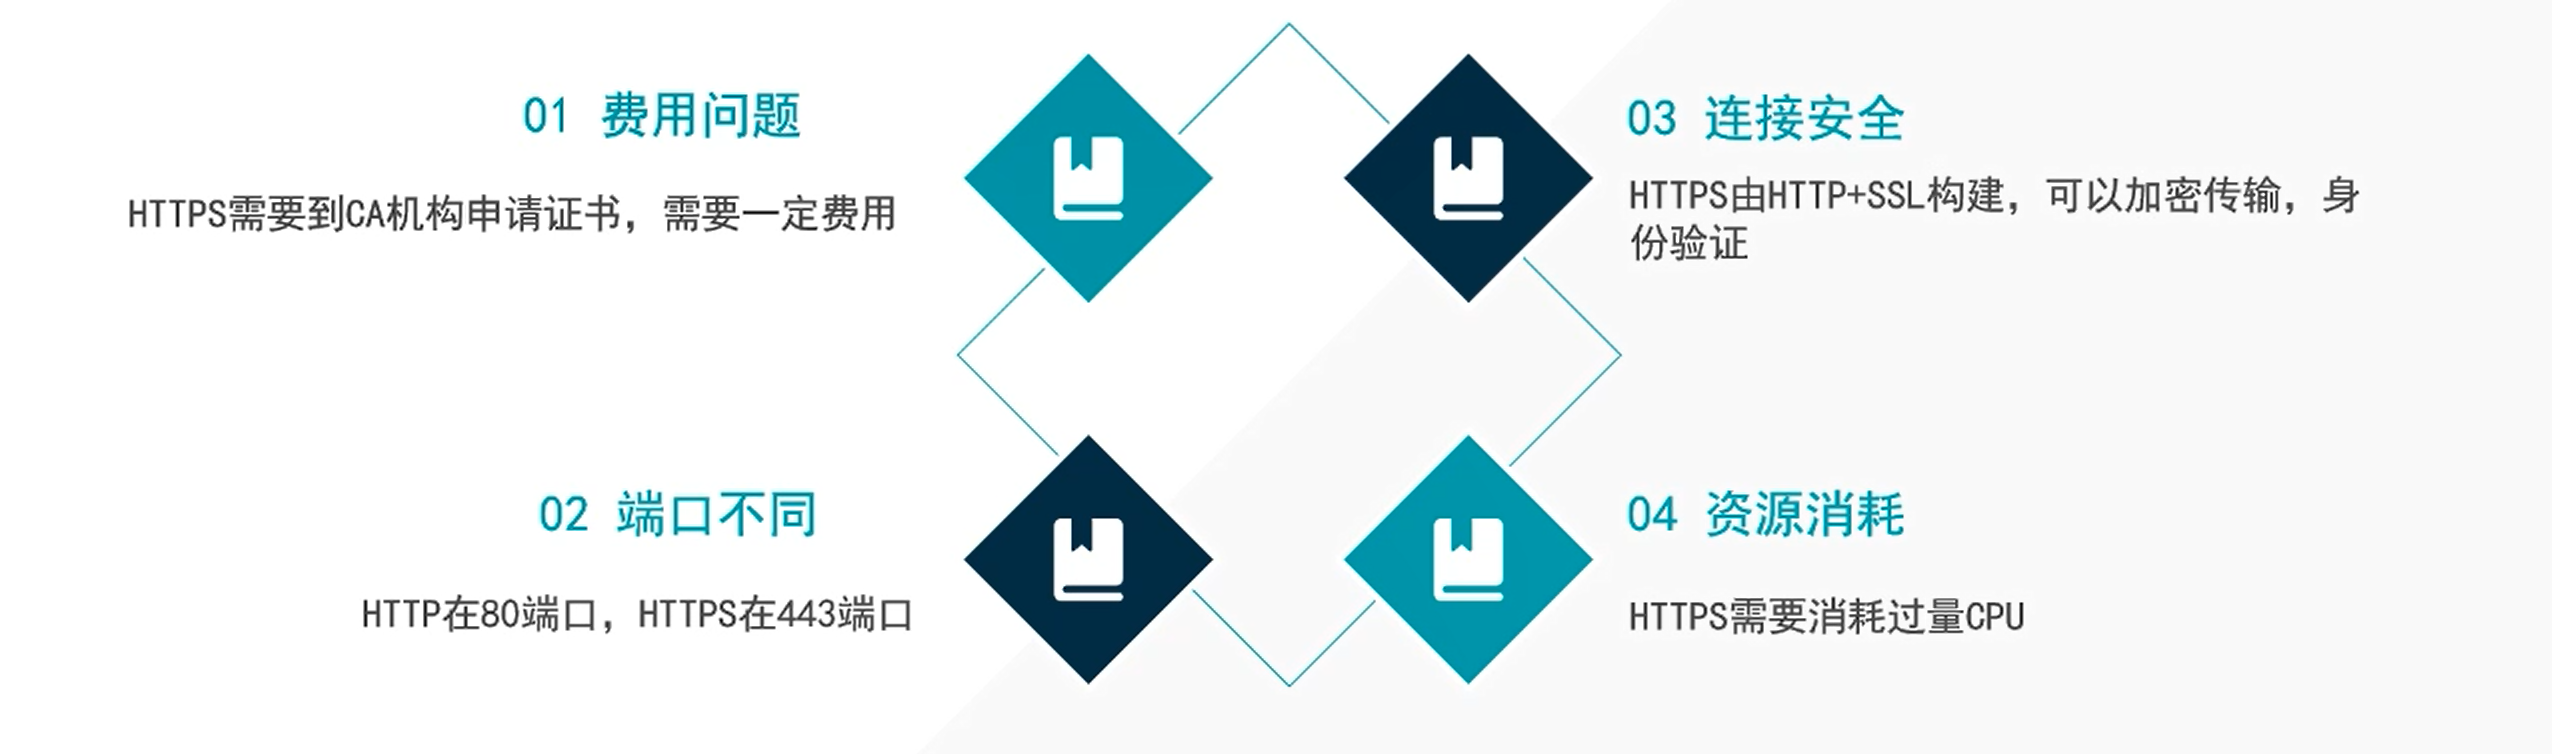 01 费用问题
HTTPS需要到CA机构申请证书，需要一定费用
02 端口不同
HTTP在80端口，HTTPS在443端口
03 连接安全
HTTPS由HTTP+SSL构建，可以加密传输，身
份验证
04 资源消耗
HTTPS需要消耗过量CPU